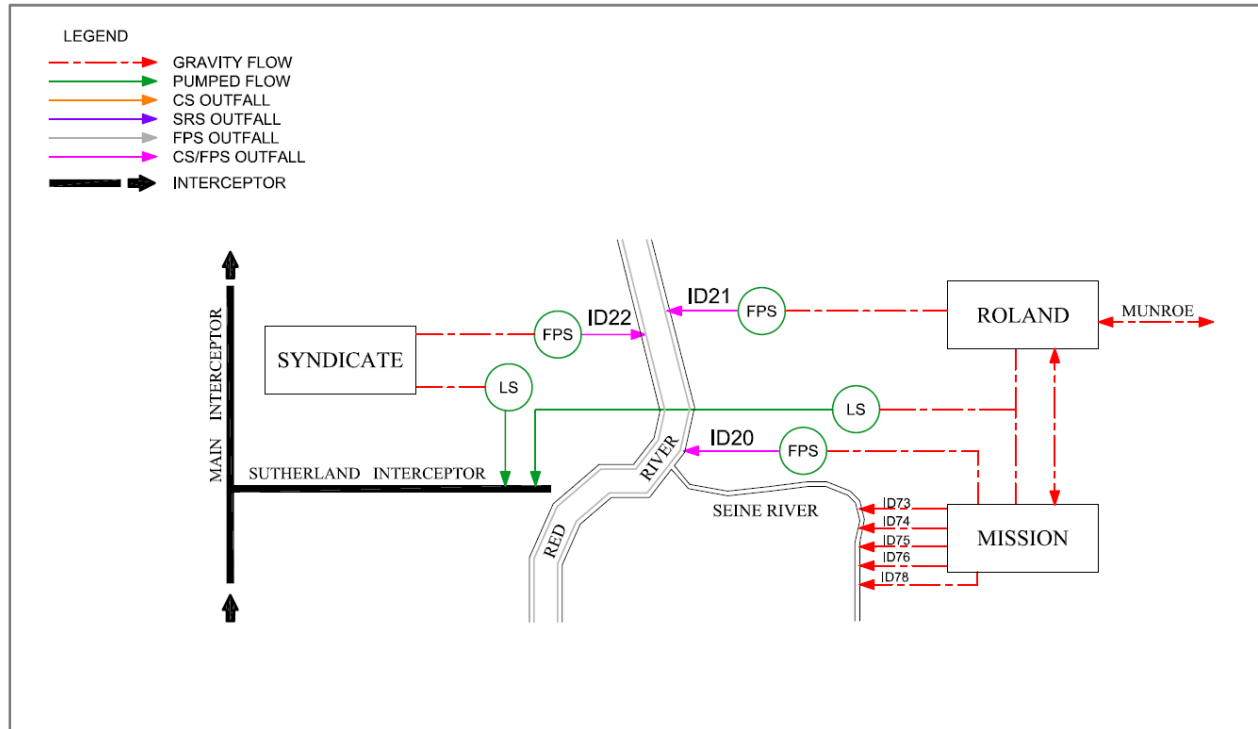 LEGEND
GRAVITY FLOW
PUMPED FLOW
CS OUTFALL
SRS OUTFALL
FPS OUTFALL
CS/FPS OUTFALL
INTERCEPTOR
MAIN INTERCEPTOR
SYNDICATE
FPS
ID22
LS
SUTHERLAND INTERCEPTOR
RED RIVER
ID21
FPS
ROLAND
MUNROE
LS
ID20
FPS
SEINE RIVER
ID73
ID74
ID75
ID76
ID78
MISSION